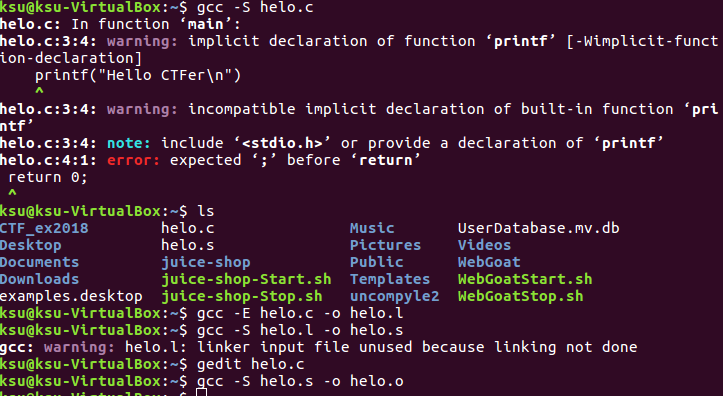 ksu@ksu-VirtualBox:~$ gcc -S helo.c
helo.c: In function ‘main’:
helo.c:3:4: warning: implicit declaration of function ‘printf’ [-Wimplicit-funct
ion-declaration]
    printf("Hello CTFer\n")
    ^
helo.c:3:4: warning: incompatible implicit declaration of built-in function ‘pri
ntf’
helo.c:3:4: note: include ‘<stdio.h>’ or provide a declaration of ‘printf’
helo.c:4:1: error: expected ‘;’ before ‘return’
 return 0;
 ^
ksu@ksu-VirtualBox:~$ ls
CTF_ex2018        helo.c               Music      UserDatabase.mv.db
Desktop           helo.s               Pictures   Videos
Documents         juice-shop           Public     WebGoat
Downloads         juice-shop-Start.sh  Templates  WebGoatStart.sh
examples.desktop  juice-shop-Stop.sh   uncompyle2 WebGoatStop.sh
ksu@ksu-VirtualBox:~$ gcc -E helo.c -o helo.l
ksu@ksu-VirtualBox:~$ gcc -S helo.l -o helo.s
gcc: warning: helo.l: linker input file unused because linking not done
ksu@ksu-VirtualBox:~$ gedit helo.c
ksu@ksu-VirtualBox:~$ gcc -S helo.s -o helo.o
ksu@ksu-VirtualBox:~$